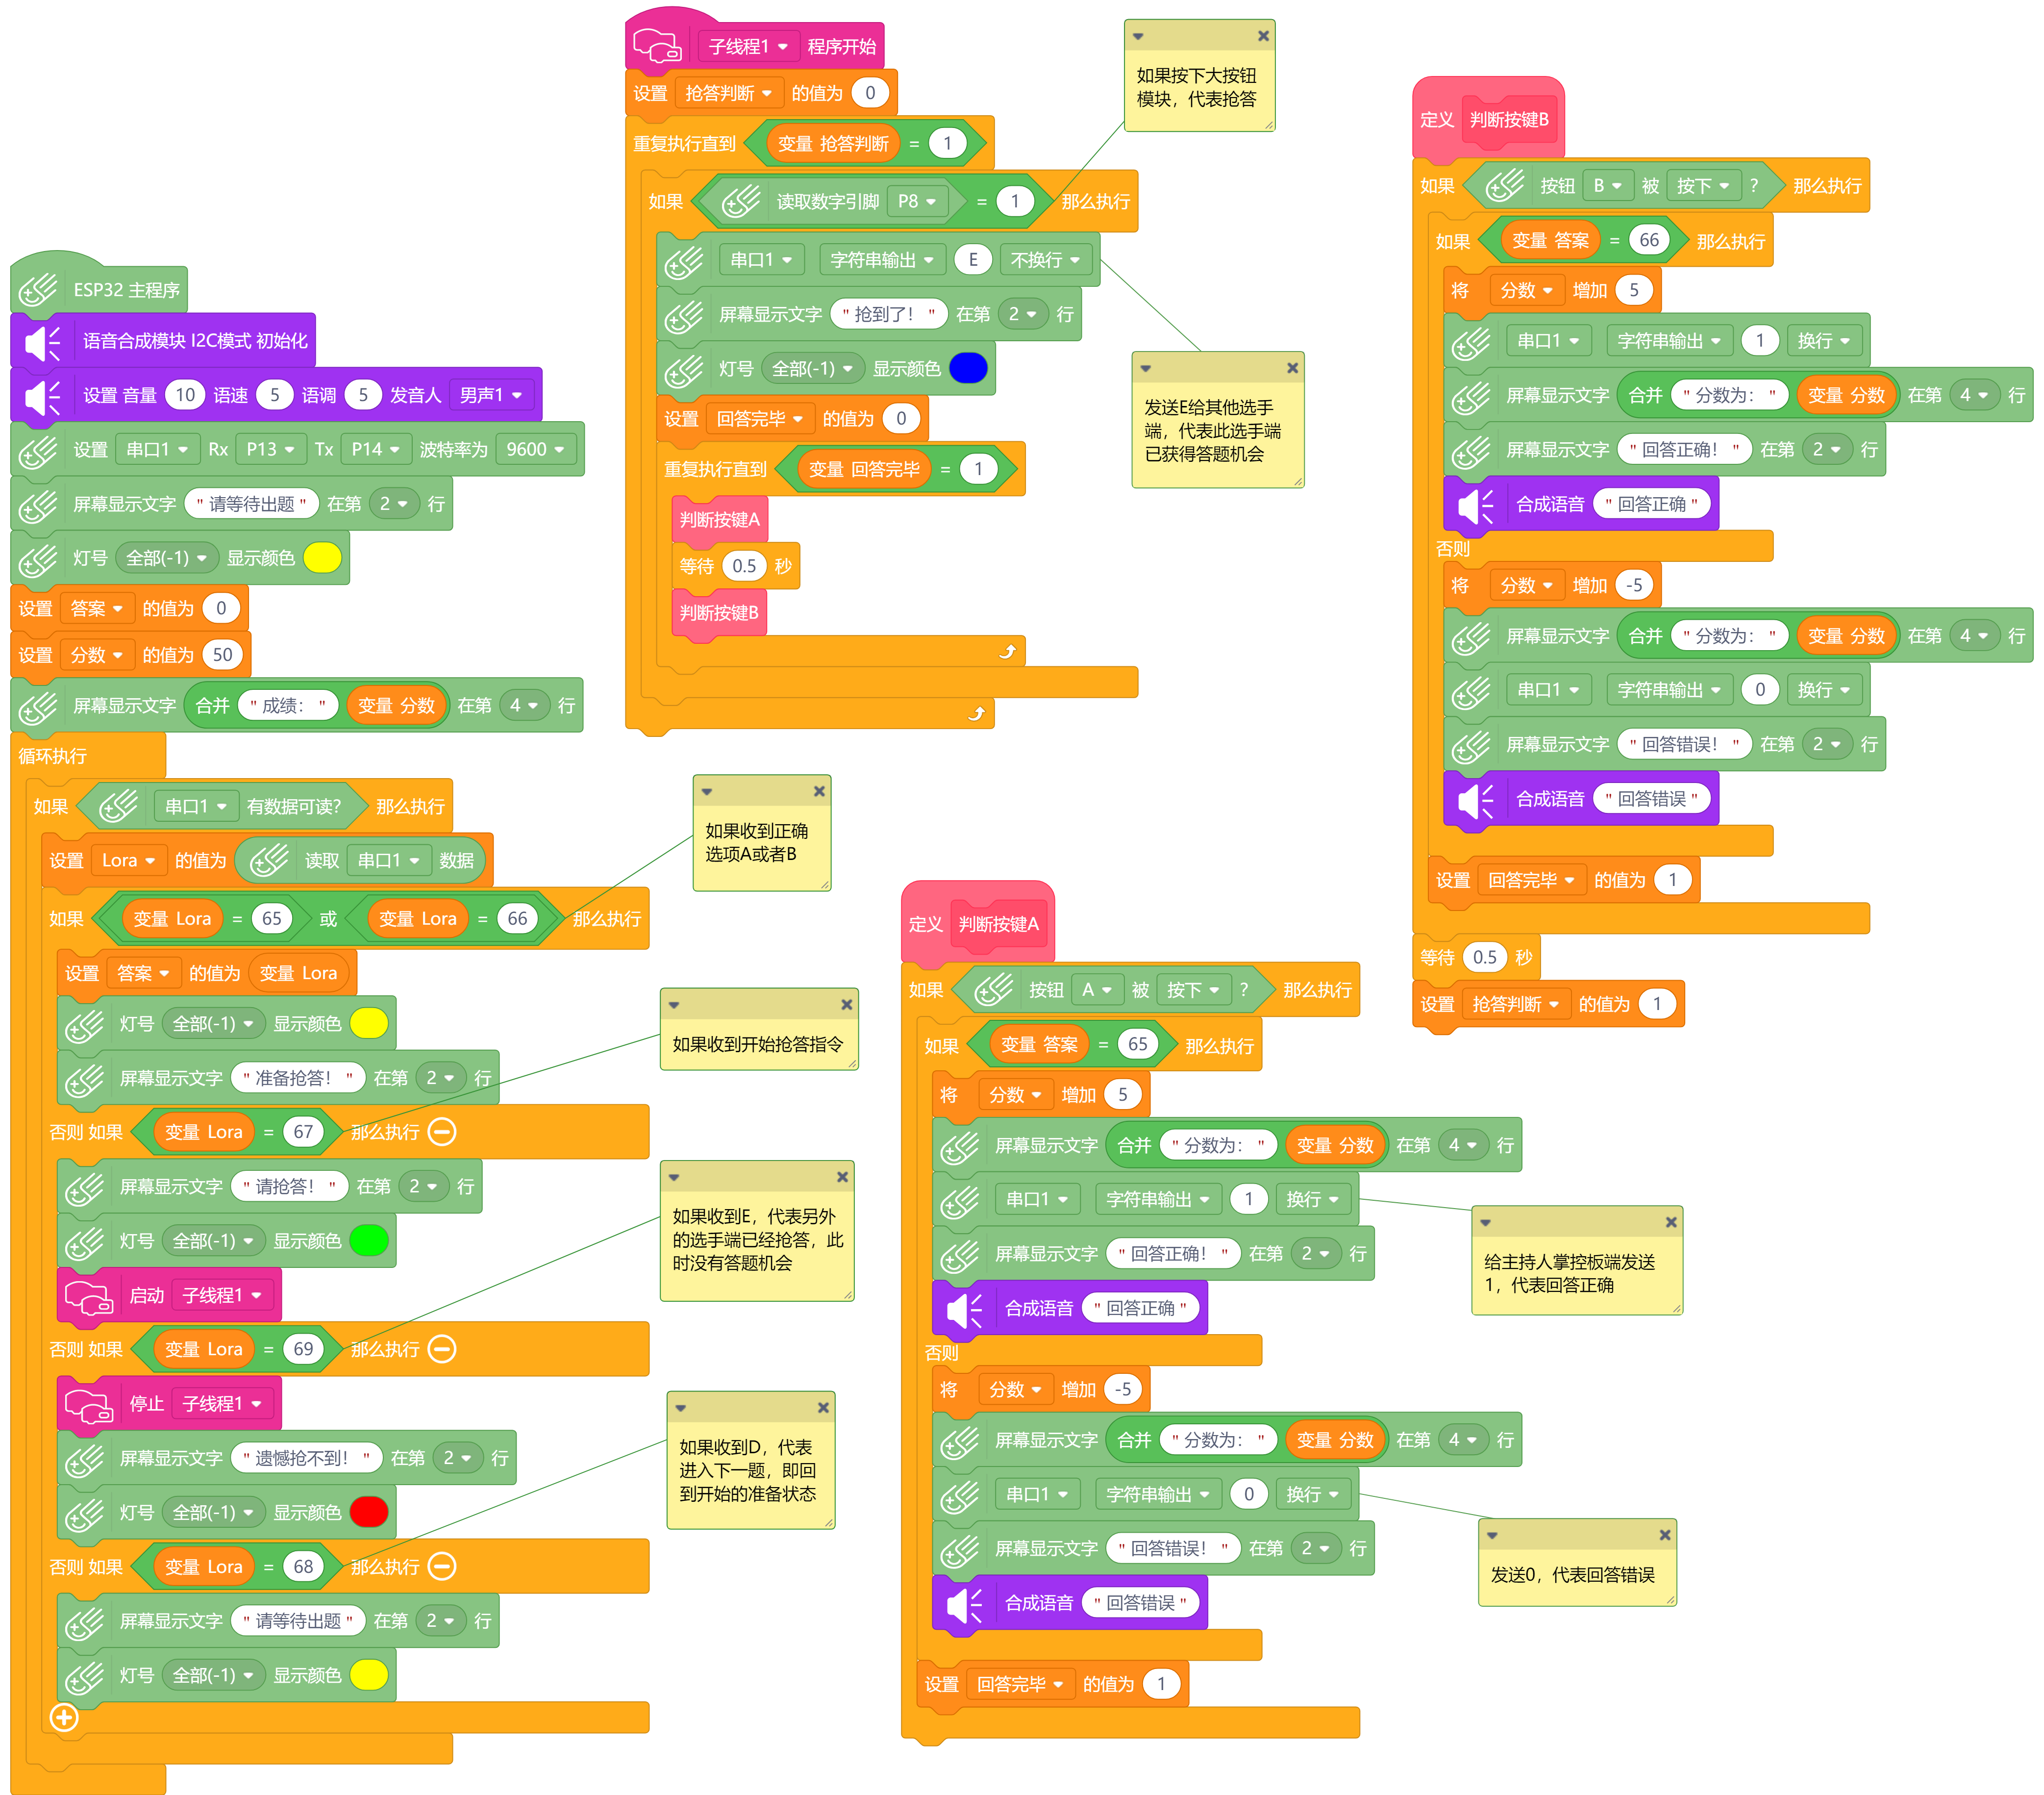 ESP32 主程序
语音合成模块 I2C模式 初始化
设置 音量 10 语速 5 语调 5 发音人 男声1
设置 串口1 Rx P13 Tx P14 波特率为 9600
屏幕显示文字 " 请等待出题 " 在第 2 行
灯号 全部(-1) 显示颜色
设置 答案 的值为 0
设置 分数 的值为 50
屏幕显示文字 合并 " 成绩： " 变量 分数 在第 4 行
循环执行
如果 串口1 有数据可读? 那么执行
设置 Lora 的值为 读取 串口1 数据
如果 变量 Lora = 65 或 变量 Lora = 66 那么执行
设置 答案 的值为 变量 Lora
灯号 全部(-1) 显示颜色
屏幕显示文字 " 准备抢答！ " 在第 2 行
否则 如果 变量 Lora = 67 那么执行
屏幕显示文字 " 请抢答！ " 在第 2 行
灯号 全部(-1) 显示颜色
启动 子线程1
否则 如果 变量 Lora = 69 那么执行
停止 子线程1
屏幕显示文字 " 遗憾抢不到！ " 在第 2 行
灯号 全部(-1) 显示颜色
否则 如果 变量 Lora = 68 那么执行
屏幕显示文字 " 请等待出题 " 在第 2 行
灯号 全部(-1) 显示颜色
如果收到正确
选项A或者B
如果收到开始抢答指令
如果收到E，代表另外
的选手端已经抢答，此
时没有答题机会
如果收到D，代表
进入下一题，即回
到开始的准备状态
子线程1 程序开始
设置 抢答判断 的值为 0
重复执行直到 变量 抢答判断 = 1
如果 读取数字引脚 P8 = 1 那么执行
串口1 字符串输出 E 不换行
屏幕显示文字 " 抢到了！ " 在第 2 行
灯号 全部(-1) 显示颜色
设置 回答完毕 的值为 0
重复执行直到 变量 回答完毕 = 1
判断按键A
等待 0.5 秒
判断按键B
如果按下大按钮
模块，代表抢答
发送E给其他选手
端，代表此选手端
已获得答题机会
定义 判断按键A
如果 按钮 A 被 按下 ? 那么执行
如果 变量 答案 = 65 那么执行
将 分数 增加 5
屏幕显示文字 合并 " 分数为： " 变量 分数 在第 4 行
串口1 字符串输出 1 换行
屏幕显示文字 " 回答正确！ " 在第 2 行
合成语音 " 回答正确 "
否则
将 分数 增加 -5
屏幕显示文字 合并 " 分数为： " 变量 分数 在第 4 行
串口1 字符串输出 0 换行
屏幕显示文字 " 回答错误！ " 在第 2 行
合成语音 " 回答错误 "
设置 回答完毕 的值为 1
给主持人掌控板端发送
1，代表回答正确
发送0，代表回答错误
定义 判断按键B
如果 按钮 B 被 按下 ? 那么执行
如果 变量 答案 = 66 那么执行
将 分数 增加 5
串口1 字符串输出 1 换行
屏幕显示文字 合并 " 分数为： " 变量 分数 在第 4 行
屏幕显示文字 " 回答正确！ " 在第 2 行
合成语音 " 回答正确 "
否则
将 分数 增加 -5
屏幕显示文字 合并 " 分数为： " 变量 分数 在第 4 行
串口1 字符串输出 0 换行
屏幕显示文字 " 回答错误！ " 在第 2 行
合成语音 " 回答错误 "
设置 回答完毕 的值为 1
等待 0.5 秒
设置 抢答判断 的值为 1